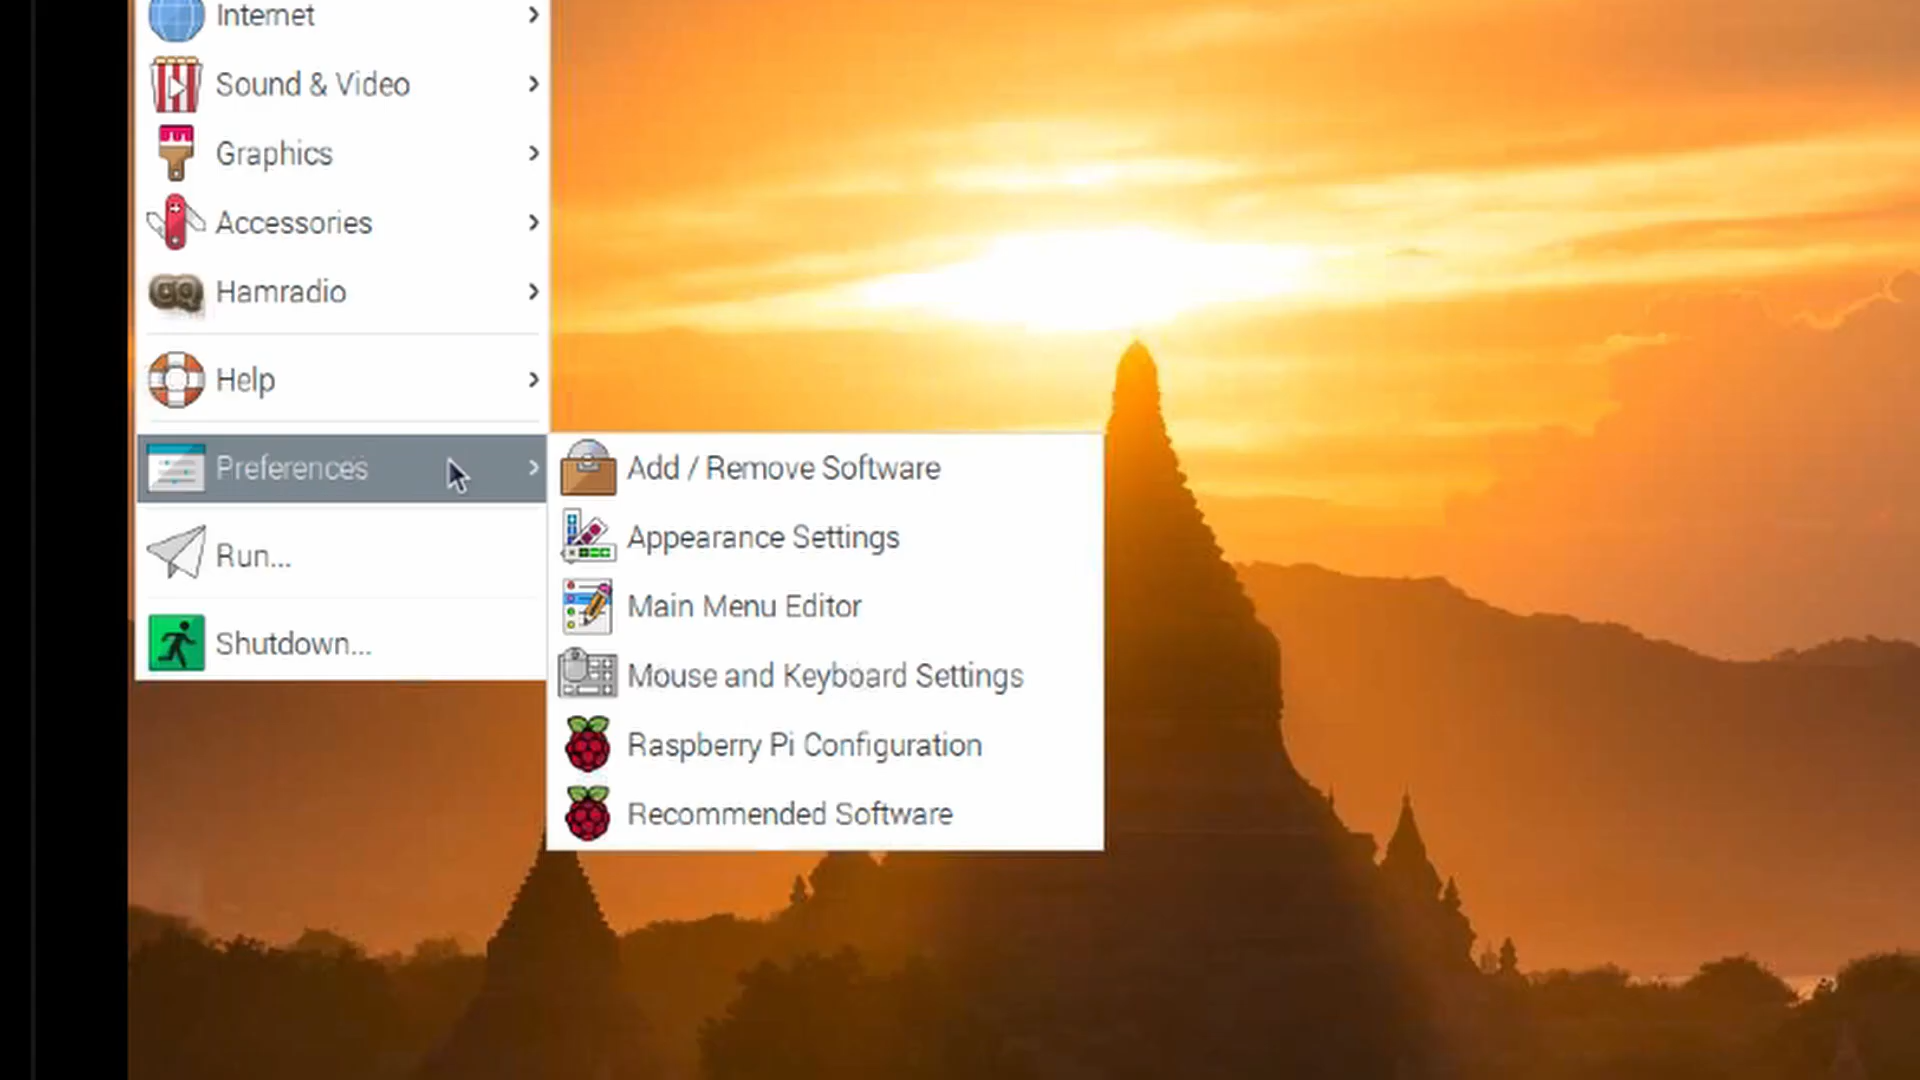 Internet
Sound & Video
Graphics
Accessories
Hamradio
Help
Preferences
Run...
Shutdown...
Add / Remove Software
Appearance Settings
Main Menu Editor
Mouse and Keyboard Settings
Raspberry Pi Configuration
Recommended Software